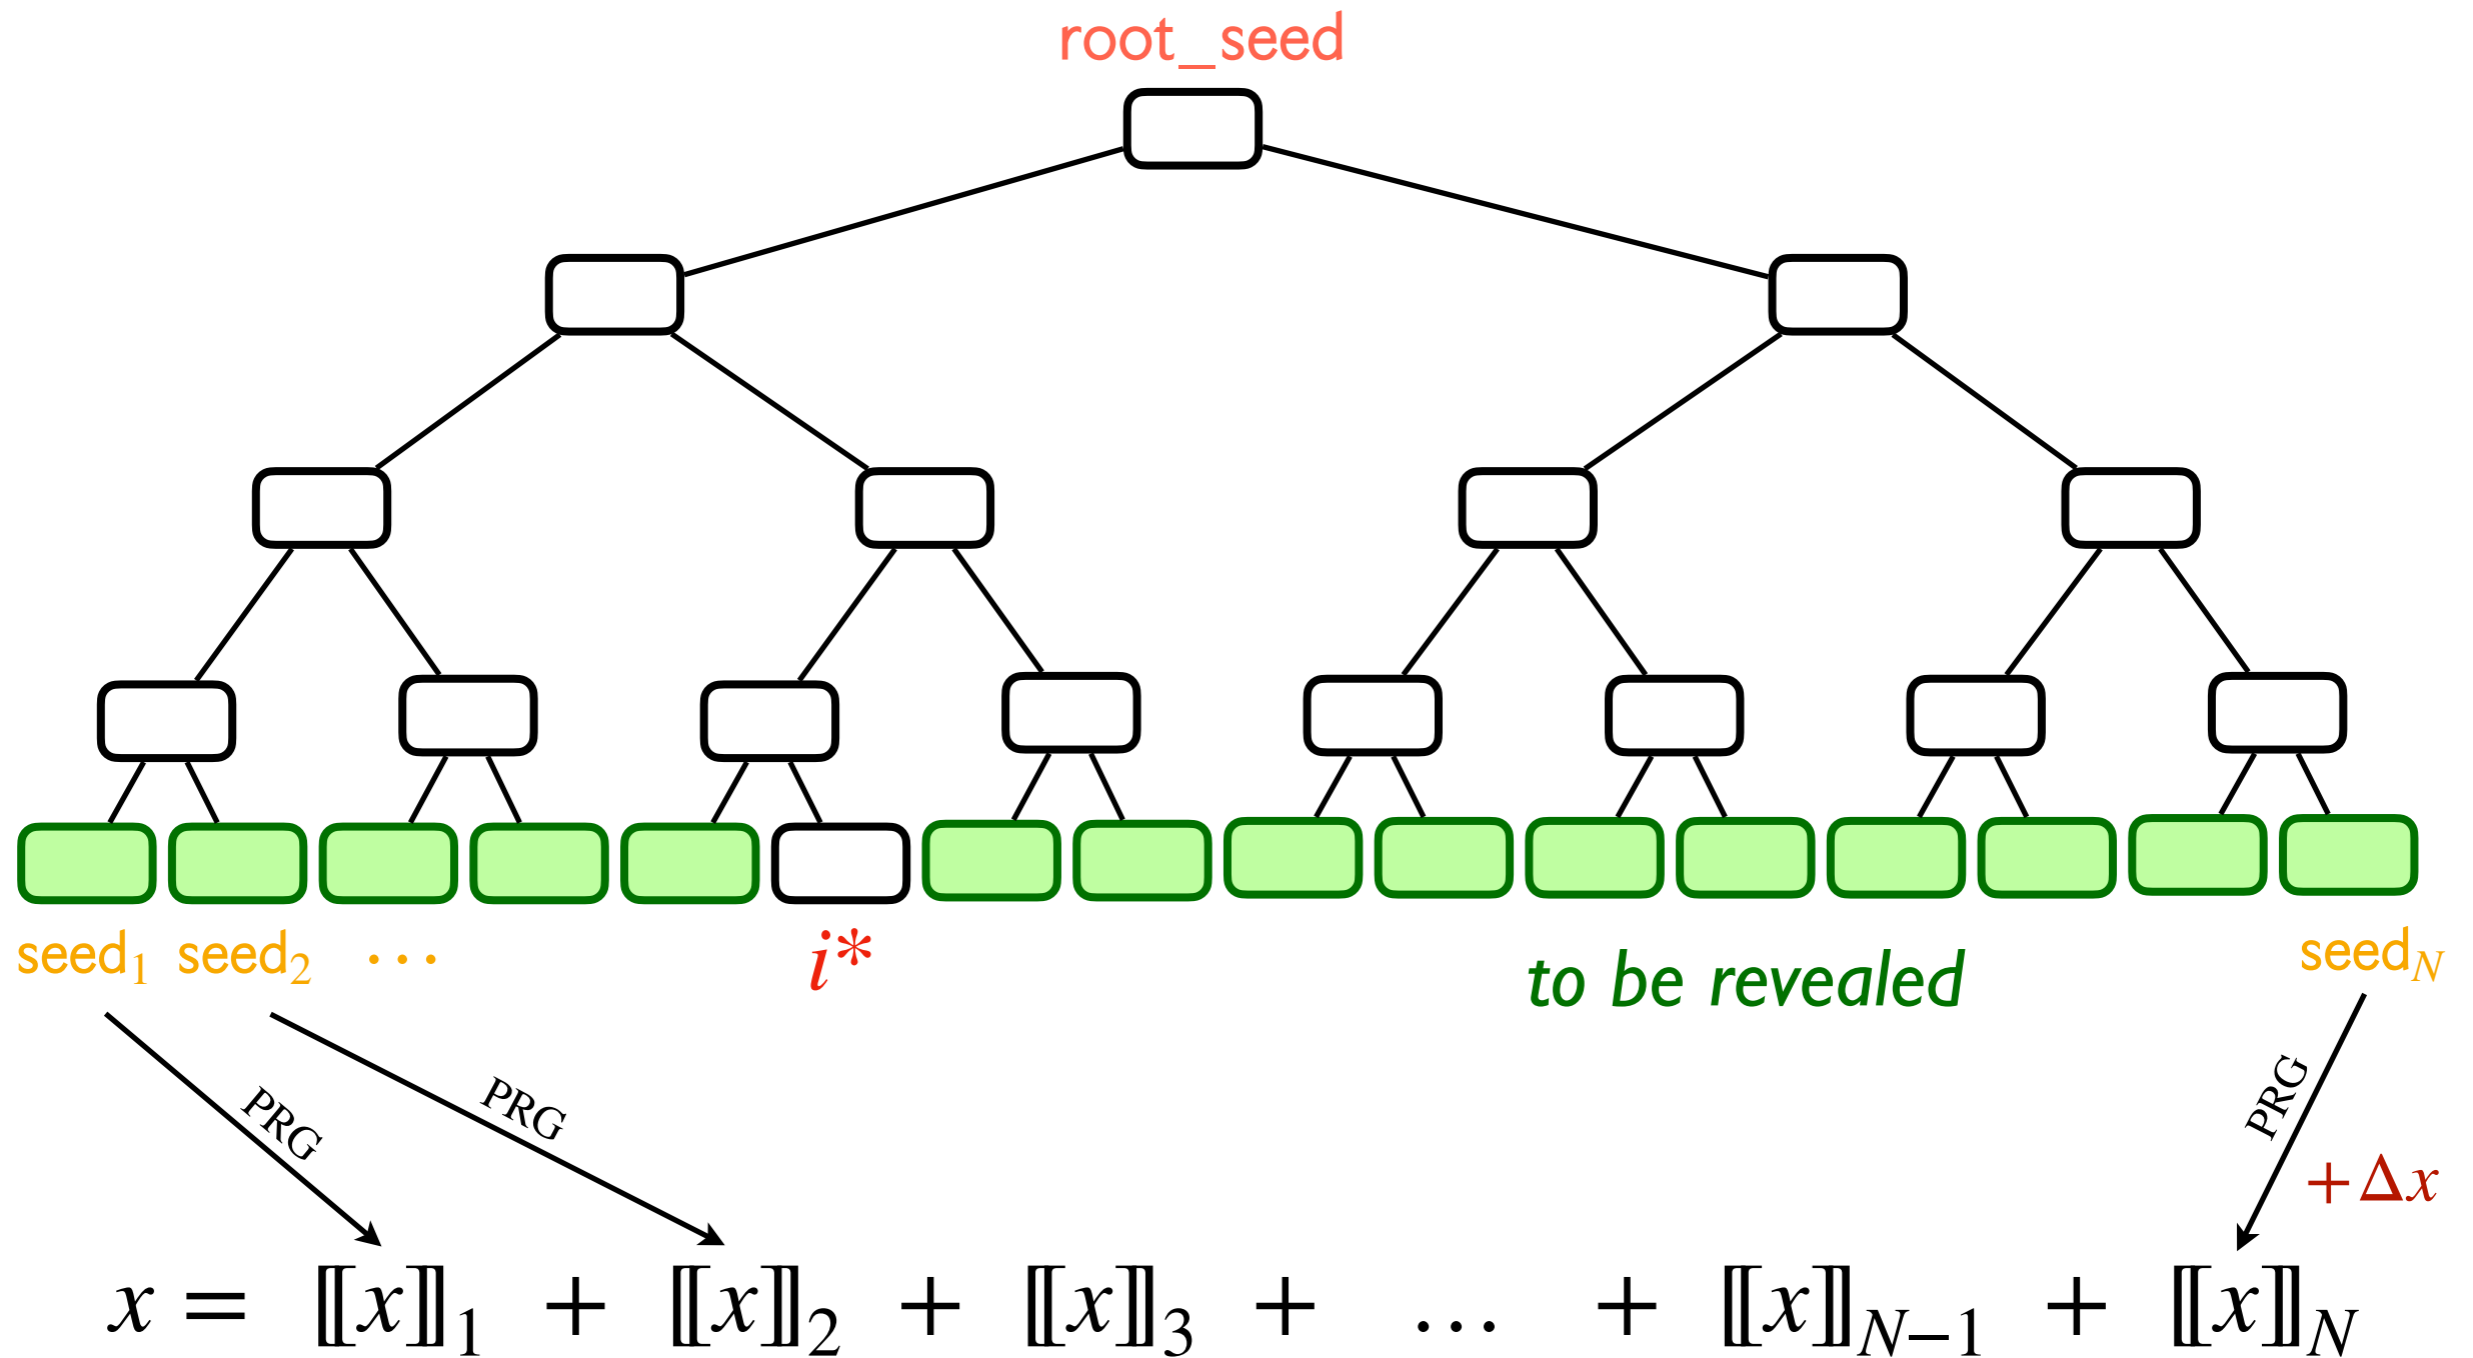 root_seed
seed₁ seed₂ ⋯ i* to be revealed seed_N
PRG PRG PRG
+Δx
x = ⟦x⟧₁ + ⟦x⟧₂ + ⟦x⟧₃ + … + ⟦x⟧_{N−1} + ⟦x⟧_N